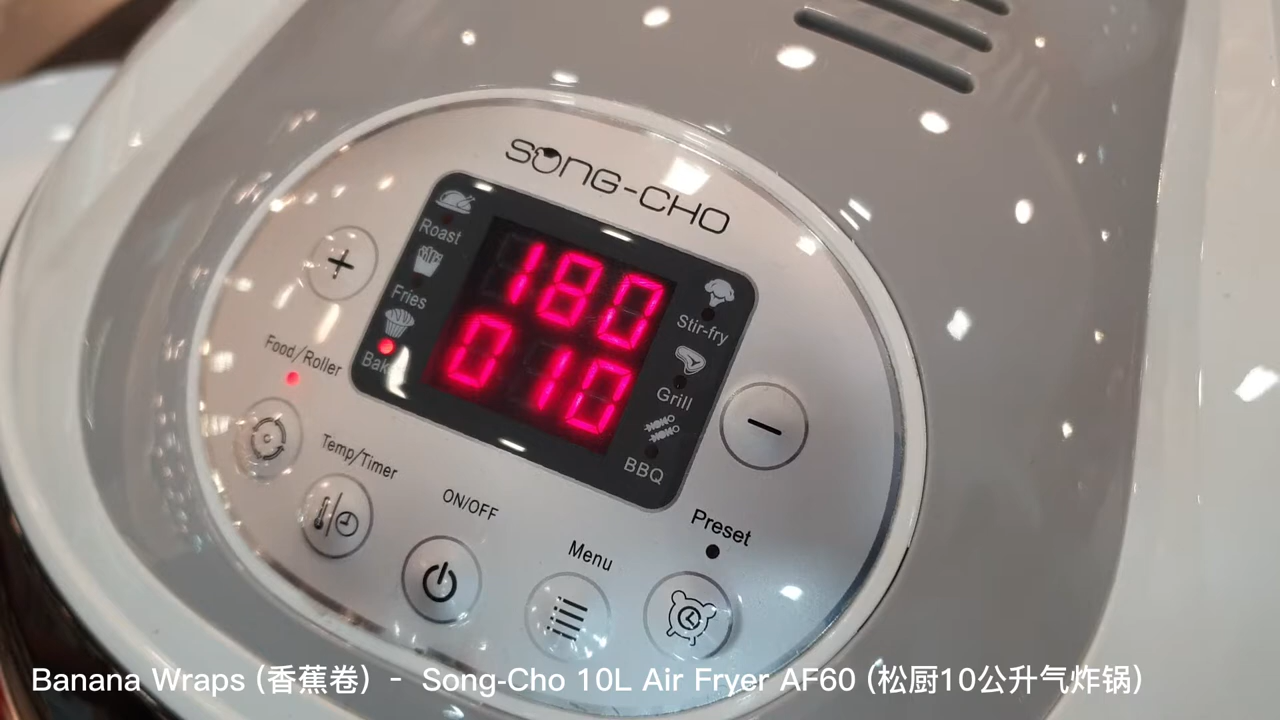 SONG-CHO
Roast
Fries
Bak
180
010
Stir-fry
Grill
BBQ
Food/Roller
Temp/Timer
ON/OFF
Menu
Preset
Banana Wraps (香蕉卷) - Song-Cho 10L Air Fryer AF60 (松厨10公升气炸锅)